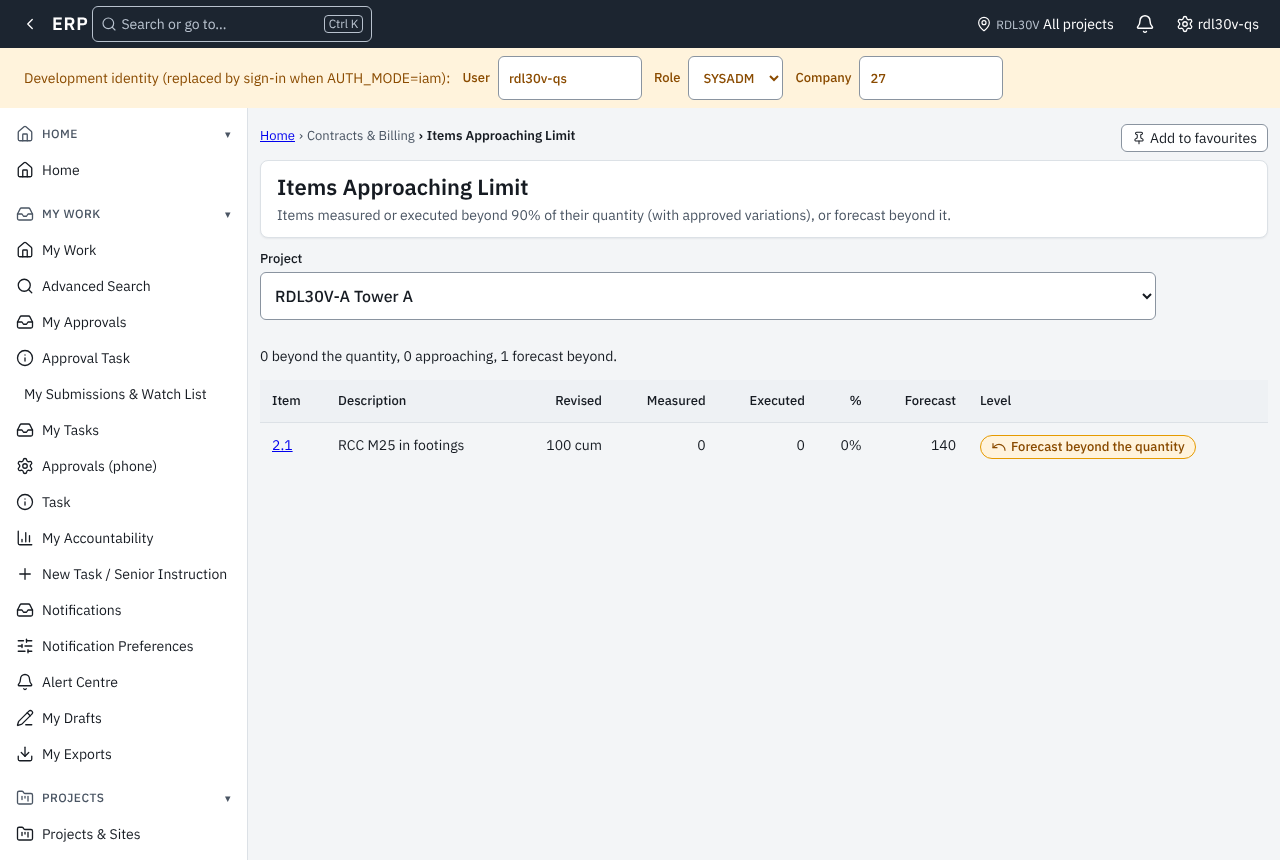 ERP Search or go to... Ctrl K RDL30V All projects rdl30v-qs
Development identity (replaced by sign-in when AUTH_MODE=iam): User rdl30v-qs Role SYSADM Company 27
HOME
Home
MY WORK
My Work
Advanced Search
My Approvals
Approval Task
My Submissions & Watch List
My Tasks
Approvals (phone)
Task
My Accountability
New Task / Senior Instruction
Notifications
Notification Preferences
Alert Centre
My Drafts
My Exports
PROJECTS
Projects & Sites
Home › Contracts & Billing › Items Approaching Limit
Add to favourites
Items Approaching Limit
Items measured or executed beyond 90% of their quantity (with approved variations), or forecast beyond it.
Project
RDL30V-A Tower A
0 beyond the quantity, 0 approaching, 1 forecast beyond.
Item Description Revised Measured Executed % Forecast Level
2.1 RCC M25 in footings 100 cum 0 0 0% 140 Forecast beyond the quantity